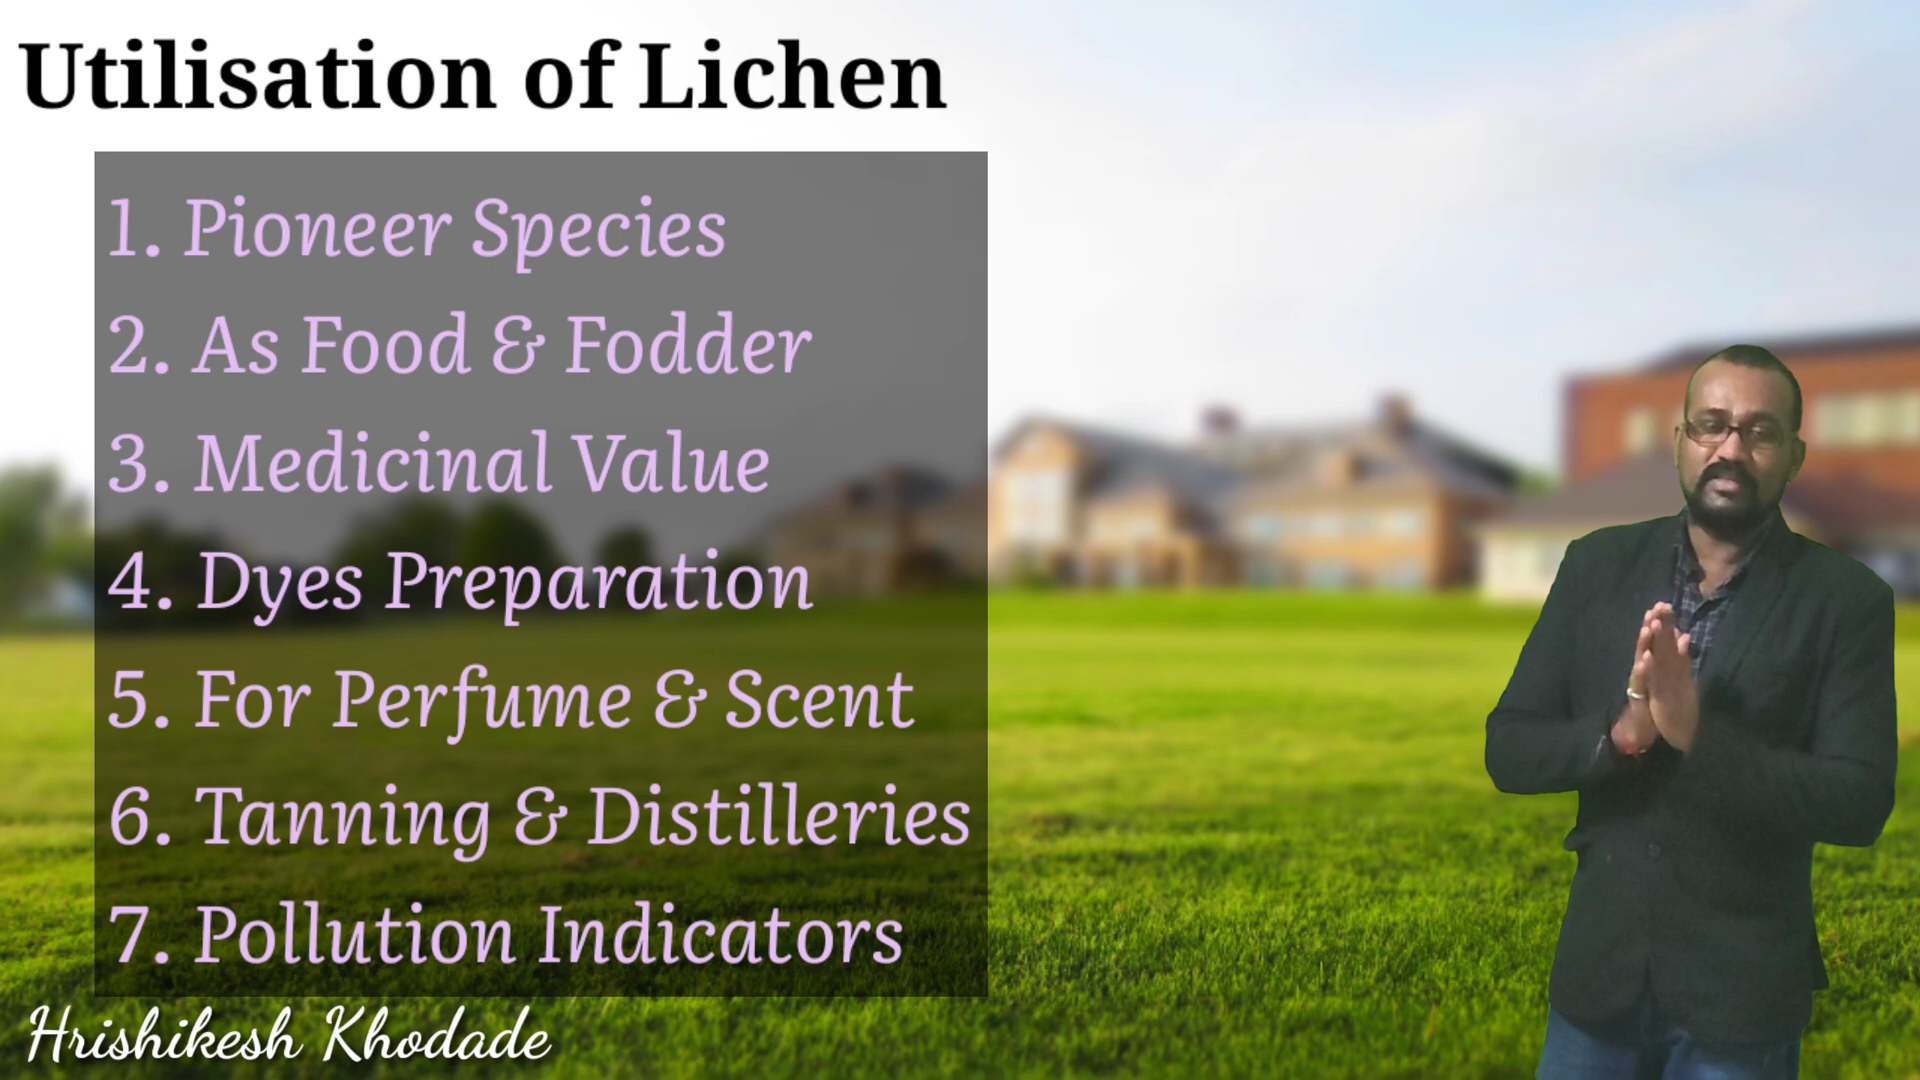 Utilisation of Lichen
1. Pioneer Species
2. As Food & Fodder
3. Medicinal Value
4. Dyes Preparation
5. For Perfume & Scent
6. Tanning & Distilleries
7. Pollution Indicators
Hrishikesh Khodade